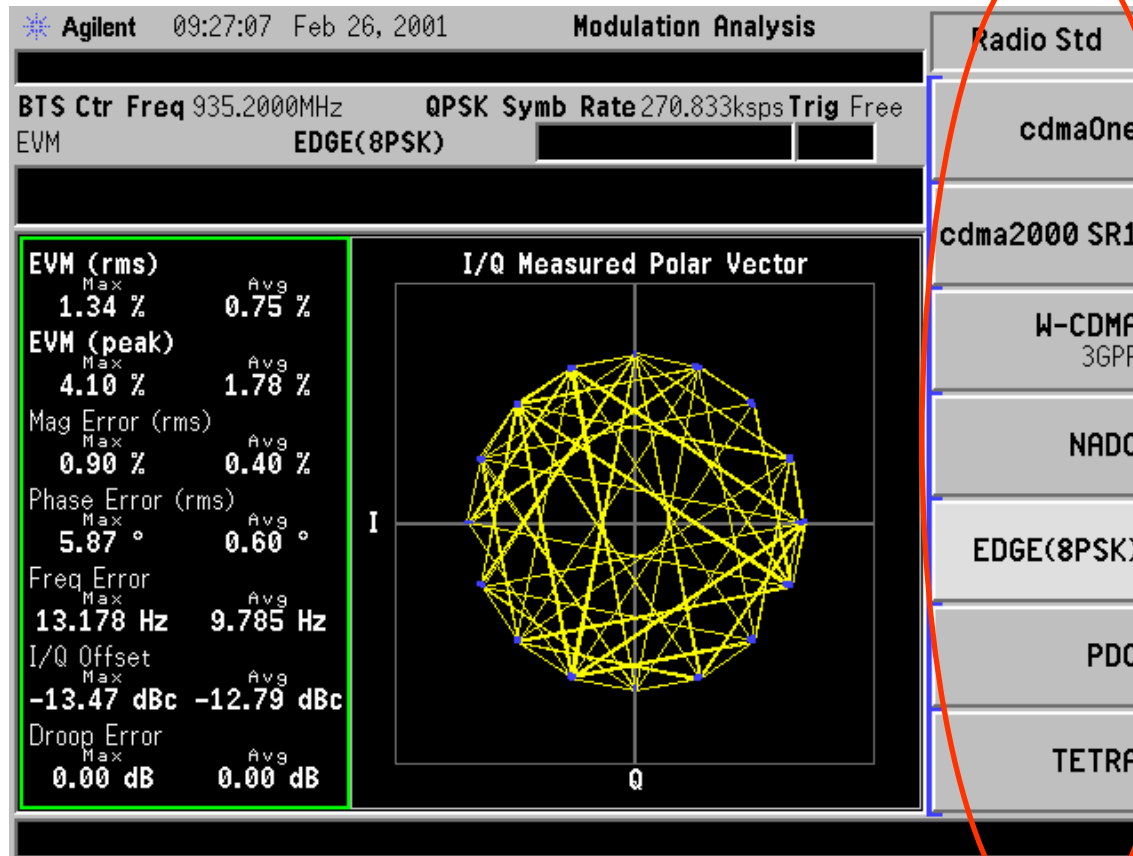 Agilent 09:27:07 Feb 26, 2001 Modulation Analysis
BTS Ctr Freq 935.2000MHz QPSK Symb Rate 270.833ksps Trig Free
EVM EDGE(8PSK)
EVM (rms)
Max Avg
1.34 % 0.75 %
EVM (peak)
Max Avg
4.10 % 1.78 %
Mag Error (rms)
Max Avg
0.90 % 0.40 %
Phase Error (rms)
Max Avg
5.87 ° 0.60 °
Freq Error
Max Avg
13.178 Hz 9.785 Hz
I/Q Offset
Max Avg
-13.47 dBc -12.79 dBc
Droop Error
Max Avg
0.00 dB 0.00 dB
I/Q Measured Polar Vector
I
Q
Radio Std
cdmaOne
cdma2000 SR1
W-CDMA
3GPP
NADC
EDGE(8PSK)
PDC
TETRA